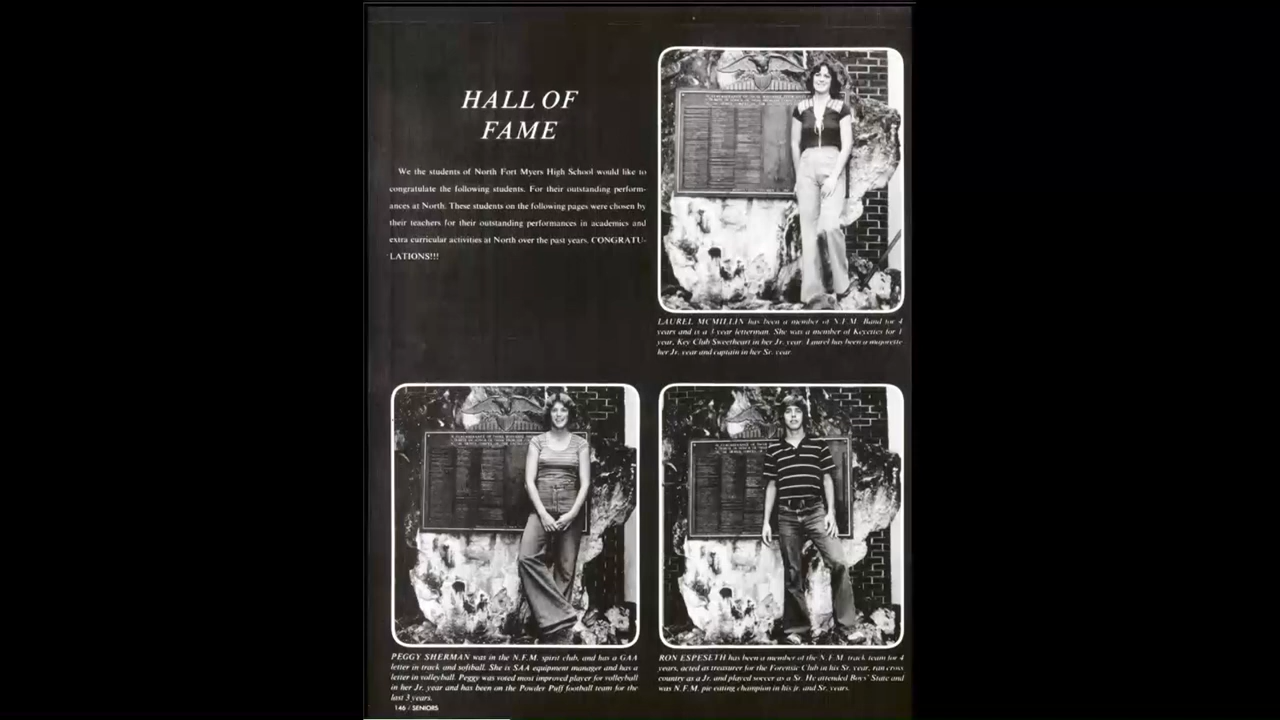 HALL OF
FAME
We the students of North Fort Myers High School would like to
congratulate the following students. For their outstanding perform-
ances at North. These students on the following pages were chosen by
their teachers for their outstanding performances in academics and
extra curricular activities at North over the past years. CONGRATU-
LATIONS!!!
LAUREL MCMILLIN has been a member of N.F.M. Band for 4
years and is a 3 year letterman. She was a member of Keyettes for 1
year, Key Club Sweetheart in her Jr. year. Laurel has been a majorette
her Jr. year and captain in her Sr. year.
PEGGY SHERMAN was in the N.F.M. spirit club, and has a GAA
letter in track and softball. She is SAA equipment manager and has a
letter in volleyball. Peggy was voted most improved player for volleyball
in her Jr. year and has been on the Powder Puff football team for the
last 3 years.
RON ESPESETH has been a member of the N.F.M. track team for 4
years, acted as treasurer for the Forensic Club in his Sr. year, ran cross
country as a Jr. and played soccer as a Sr. He attended Boys' State and
was N.F.M. pie eating champion in his jr. and Sr. years.
146 / SENIORS